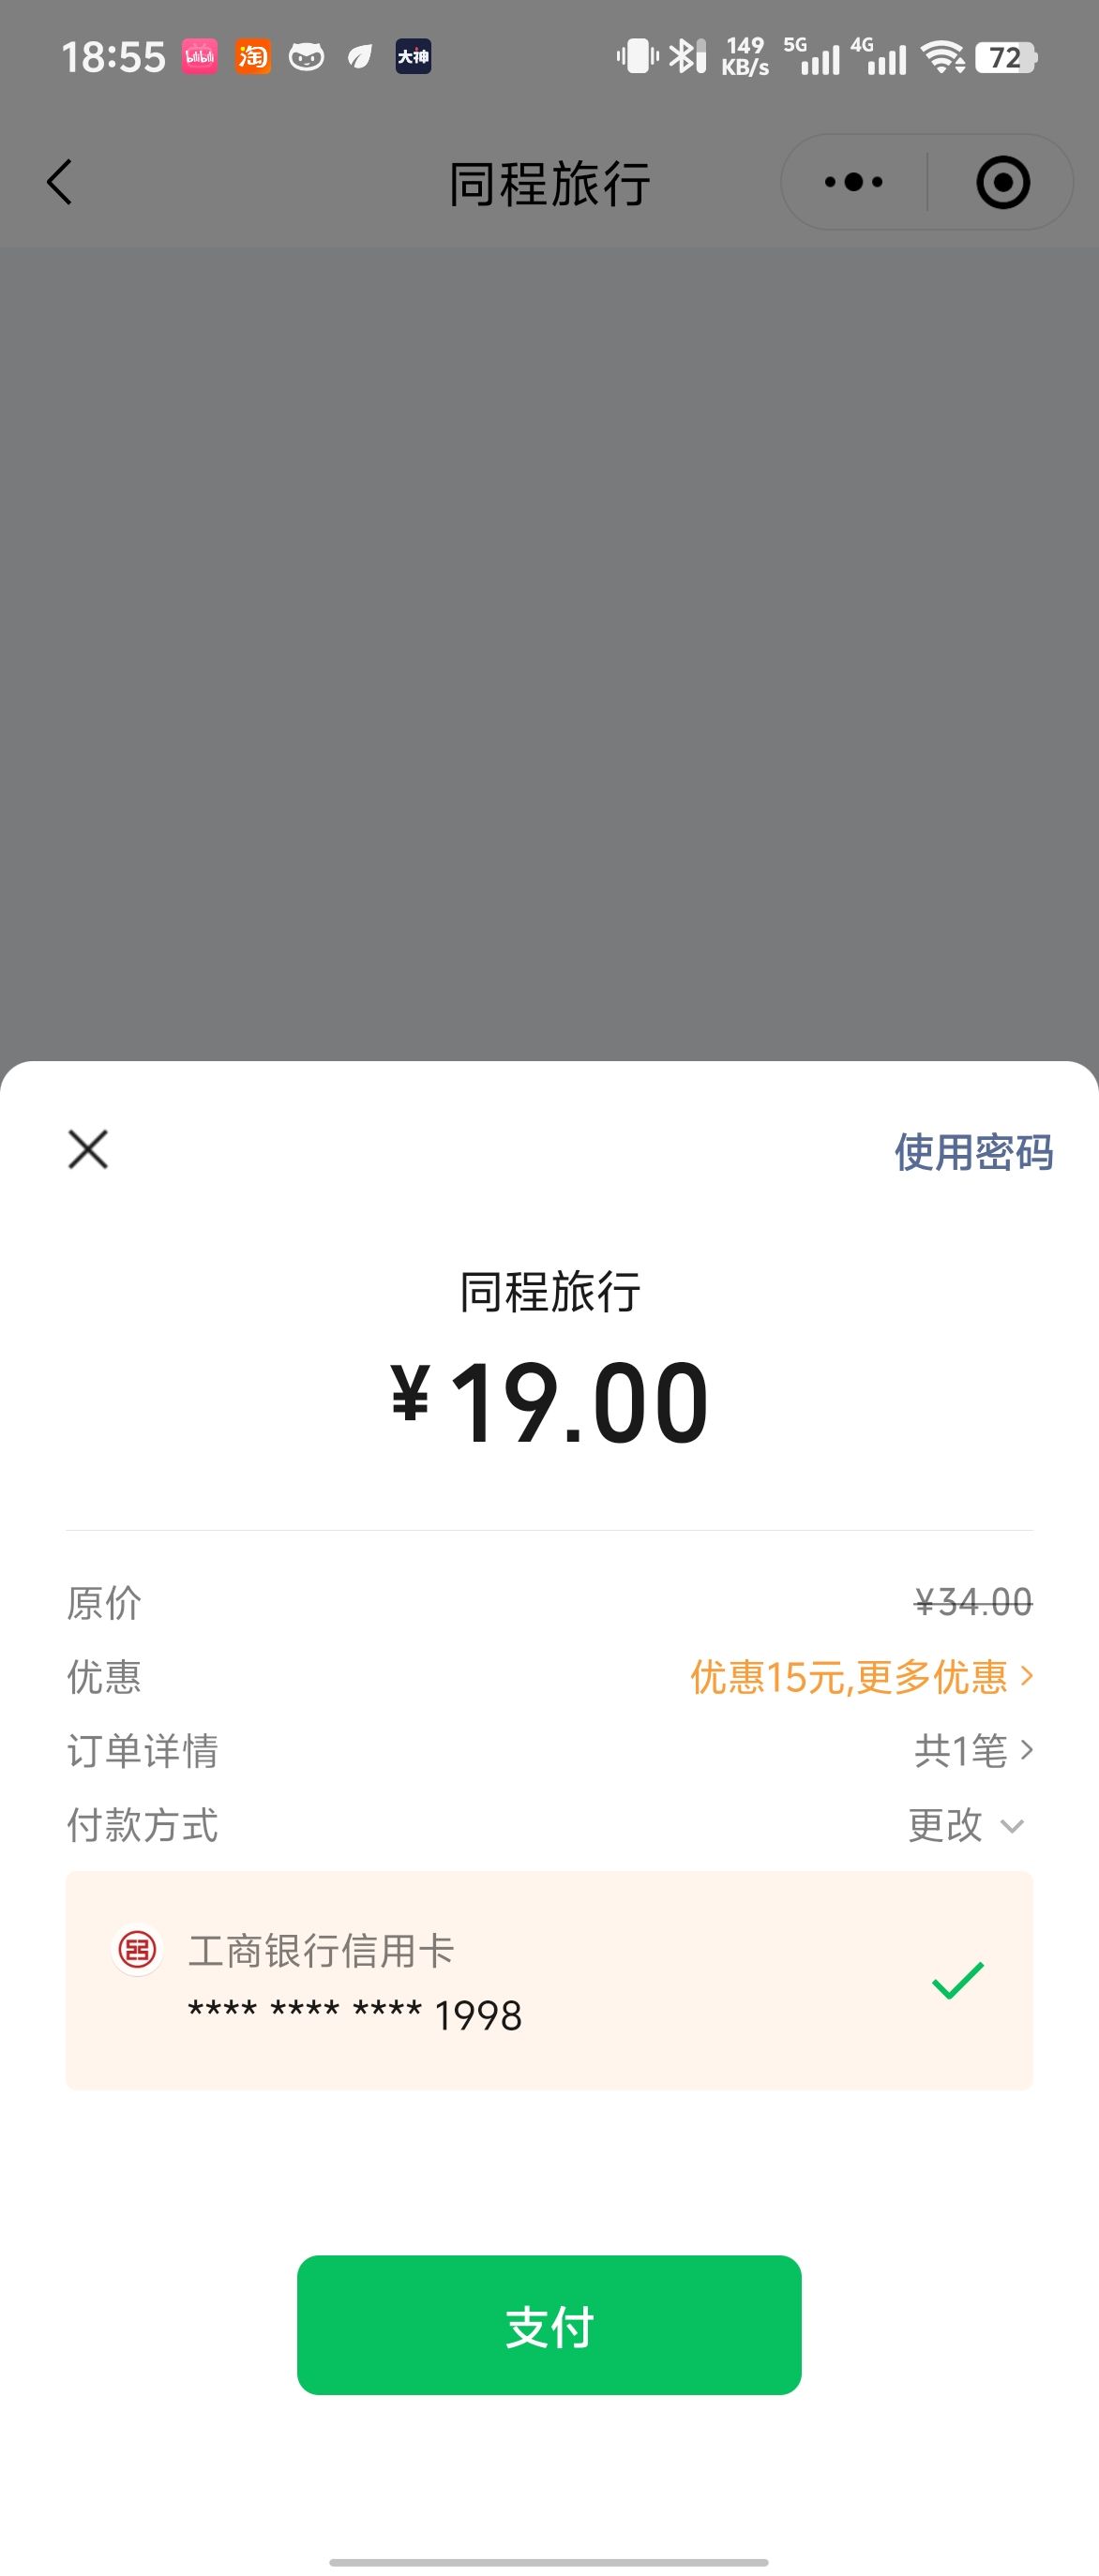 18:55 bilibili 淘 大神 149 KB/s 5G 4G 72
同程旅行
使用密码
同程旅行
¥19.00
原价 ¥34.00
优惠 优惠15元,更多优惠
订单详情 共1笔
付款方式 更改
工商银行信用卡
**** **** **** 1998
支付